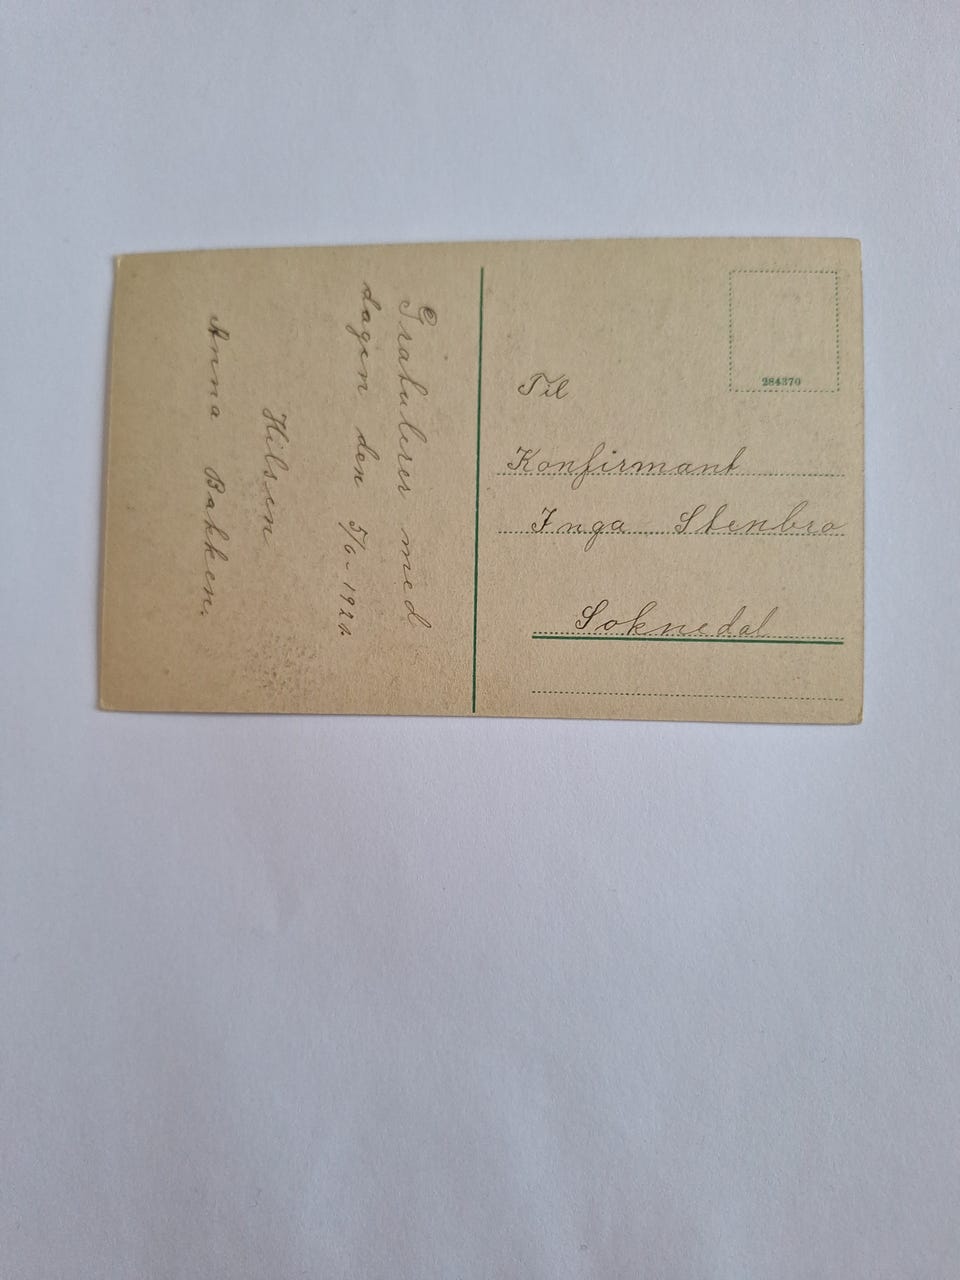 Gratulerer med
dagen den 5/6-1921.
Hilsen
Anna Bakken.
284370
Til
Konfirmant
Inga Stenbro
Soknedal